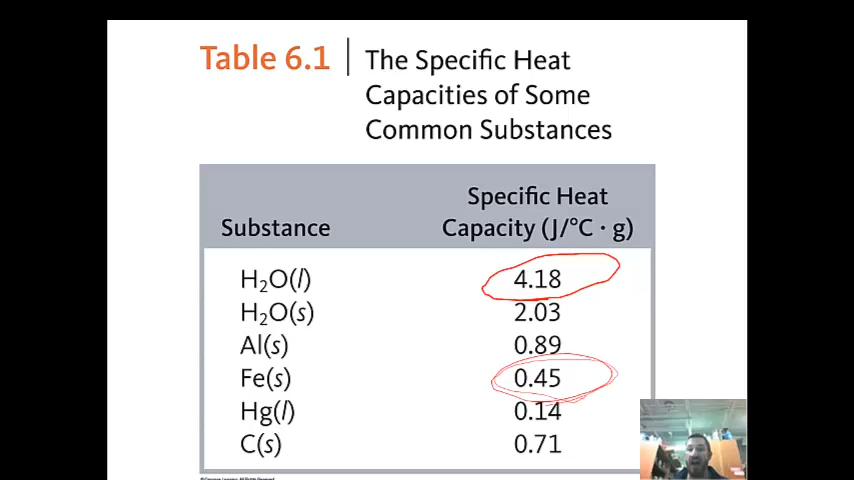 Table 6.1 | The Specific Heat
Capacities of Some
Common Substances
Substance Specific Heat
Capacity (J/°C · g)
H₂O(l) 4.18
H₂O(s) 2.03
Al(s) 0.89
Fe(s) 0.45
Hg(l) 0.14
C(s) 0.71